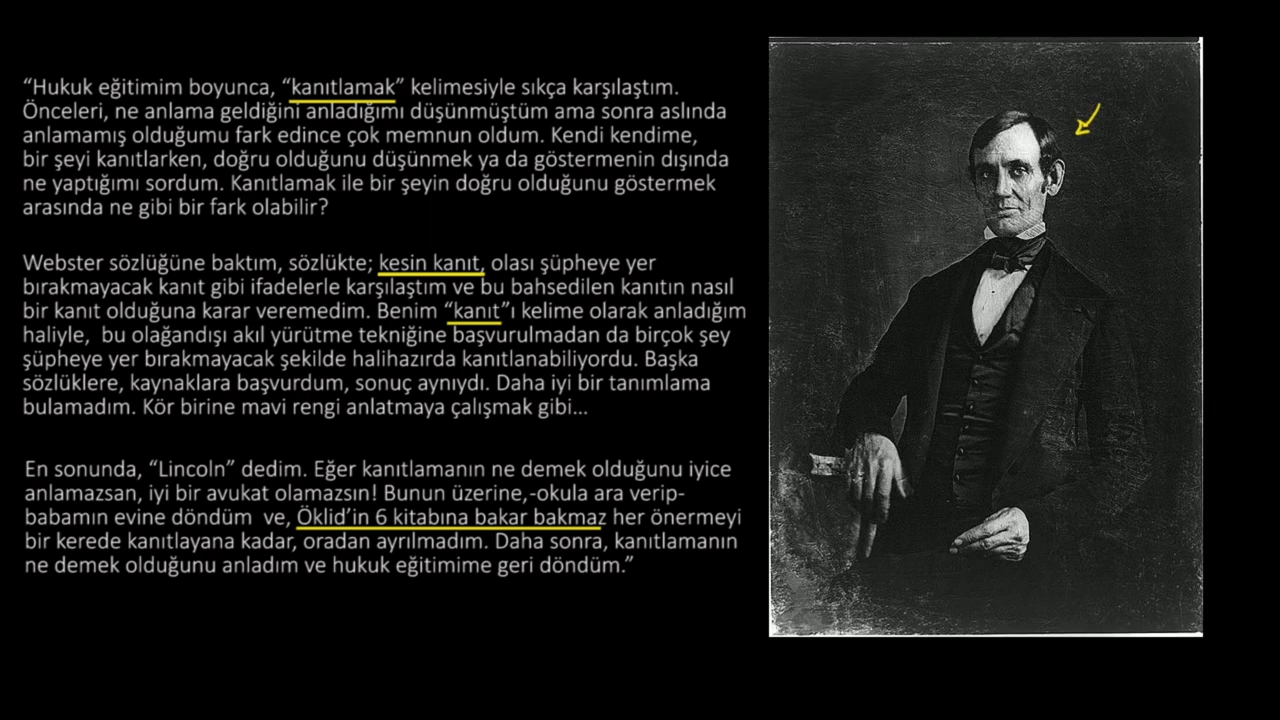 “Hukuk eğitimim boyunca, “kanıtlamak” kelimesiyle sıkça karşılaştım.
Önceleri, ne anlama geldiğini anladığımı düşünmüştüm ama sonra aslında
anlamamış olduğumu fark edince çok memnun oldum. Kendi kendime,
bir şeyi kanıtlarken, doğru olduğunu düşünmek ya da göstermenin dışında
ne yaptığımı sordum. Kanıtlamak ile bir şeyin doğru olduğunu göstermek
arasında ne gibi bir fark olabilir?
Webster sözlüğüne baktım, sözlükte; kesin kanıt, olası şüpheye yer
bırakmayacak kanıt gibi ifadelerle karşılaştım ve bu bahsedilen kanıtın nasıl
bir kanıt olduğuna karar veremedim. Benim “kanıt”ı kelime olarak anladığım
haliyle, bu olağandışı akıl yürütme tekniğine başvurulmadan da birçok şey
şüpheye yer bırakmayacak şekilde halihazırda kanıtlanabiliyordu. Başka
sözlüklere, kaynaklara başvurdum, sonuç aynıydı. Daha iyi bir tanımlama
bulamadım. Kör birine mavi rengi anlatmaya çalışmak gibi...
En sonunda, “Lincoln” dedim. Eğer kanıtlamanın ne demek olduğunu iyice
anlamazsan, iyi bir avukat olamazsın! Bunun üzerine,-okula ara verip-
babamın evine döndüm ve, Öklid’in 6 kitabına bakar bakmaz her önermeyi
bir kerede kanıtlayana kadar, oradan ayrılmadım. Daha sonra, kanıtlamanın
ne demek olduğunu anladım ve hukuk eğitimime geri döndüm.”